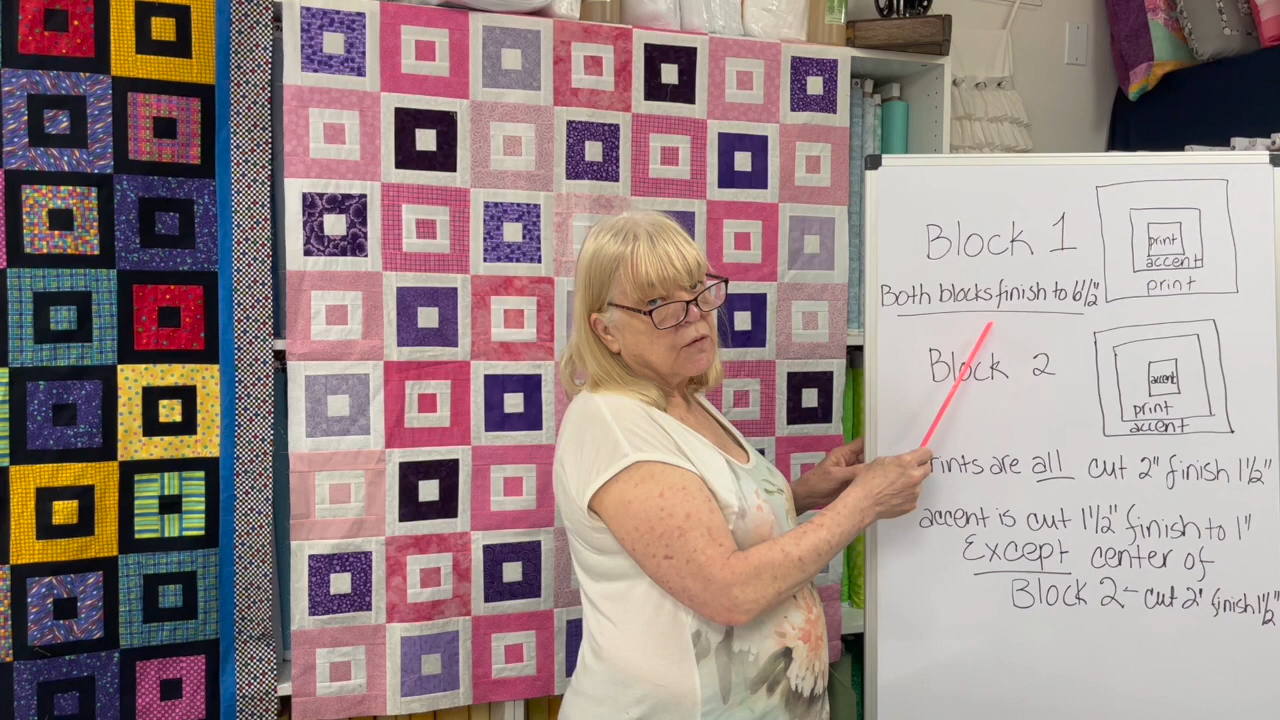 Block 1
print
accent
print
Both blocks finish to 6½"
Block 2
accent
print
accent
rints are all cut 2" finish 1½"
accent is cut 1½" finish to 1"
Except center of
Block 2 - cut 2" finish 1½"